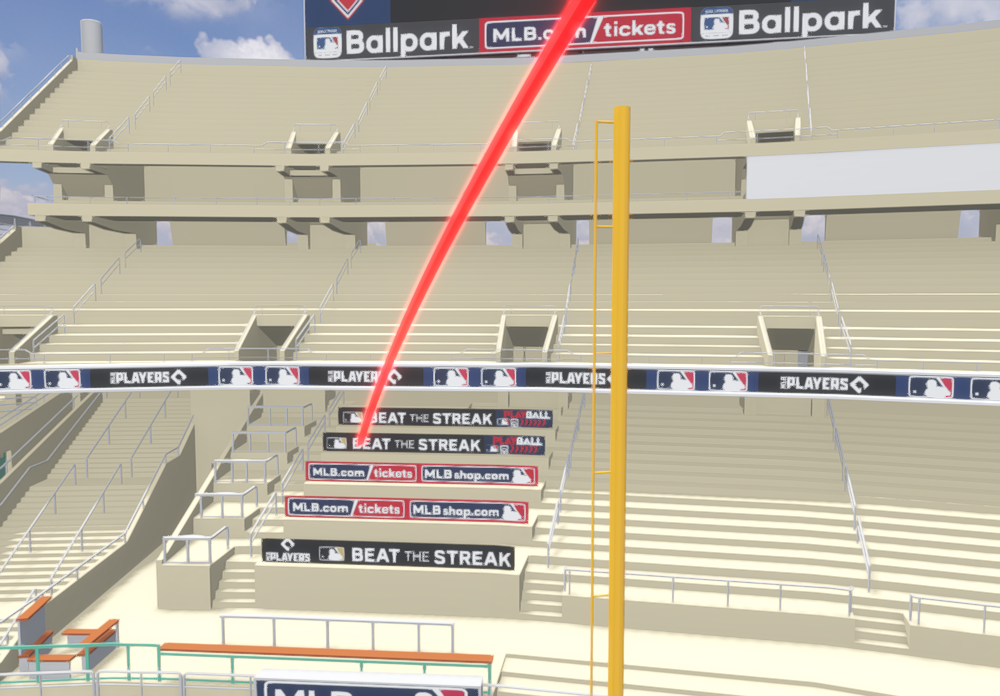 Ballpark
MLB.com/tickets
Ballpark
PLAYERS
PLAYERS
PLAYERS
PLAYERS
BEAT THE STREAK PLAY BALL
BEAT THE STREAK PLAY BALL
MLB.com/tickets MLBshop.com
MLB.com/tickets MLBshop.com
PLAYERS BEAT THE STREAK